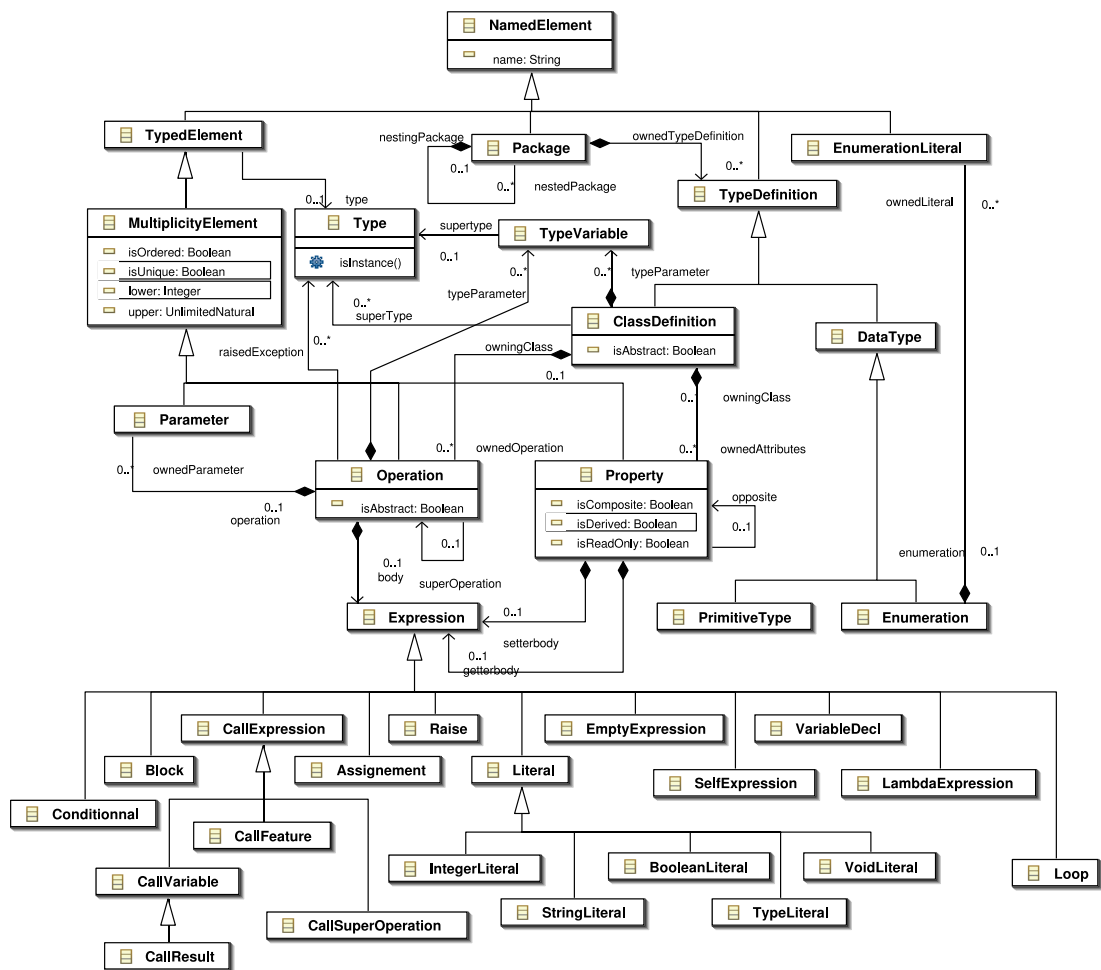 NamedElement
name: String
TypedElement
nestingPackage
Package
ownedTypeDefinition
EnumerationLiteral
0..1
0..*
nestedPackage
0..*
TypeDefinition
ownedLiteral
0..*
0..1
type
MultiplicityElement
Type
supertype
TypeVariable
isOrdered: Boolean
isInstance()
0..1
0..*
0..*
typeParameter
isUnique: Boolean
lower: Integer
typeParameter
upper: UnlimitedNatural
0..*
superType
ClassDefinition
DataType
raisedException
0..*
owningClass
isAbstract: Boolean
0..1
0..1
owningClass
Parameter
0..*
ownedOperation
0..*
ownedAttributes
0..*
ownedParameter
Operation
Property
0..1
operation
isAbstract: Boolean
isComposite: Boolean
opposite
isDerived: Boolean
0..1
0..1
isReadOnly: Boolean
0..1
body
superOperation
enumeration
0..1
Expression
0..1
setterbody
PrimitiveType
Enumeration
0..1
getterbody
CallExpression
Raise
EmptyExpression
VariableDecl
Block
Assignement
Literal
SelfExpression
LambdaExpression
Conditionnal
CallFeature
IntegerLiteral
BooleanLiteral
VoidLiteral
Loop
CallVariable
StringLiteral
TypeLiteral
CallSuperOperation
CallResult